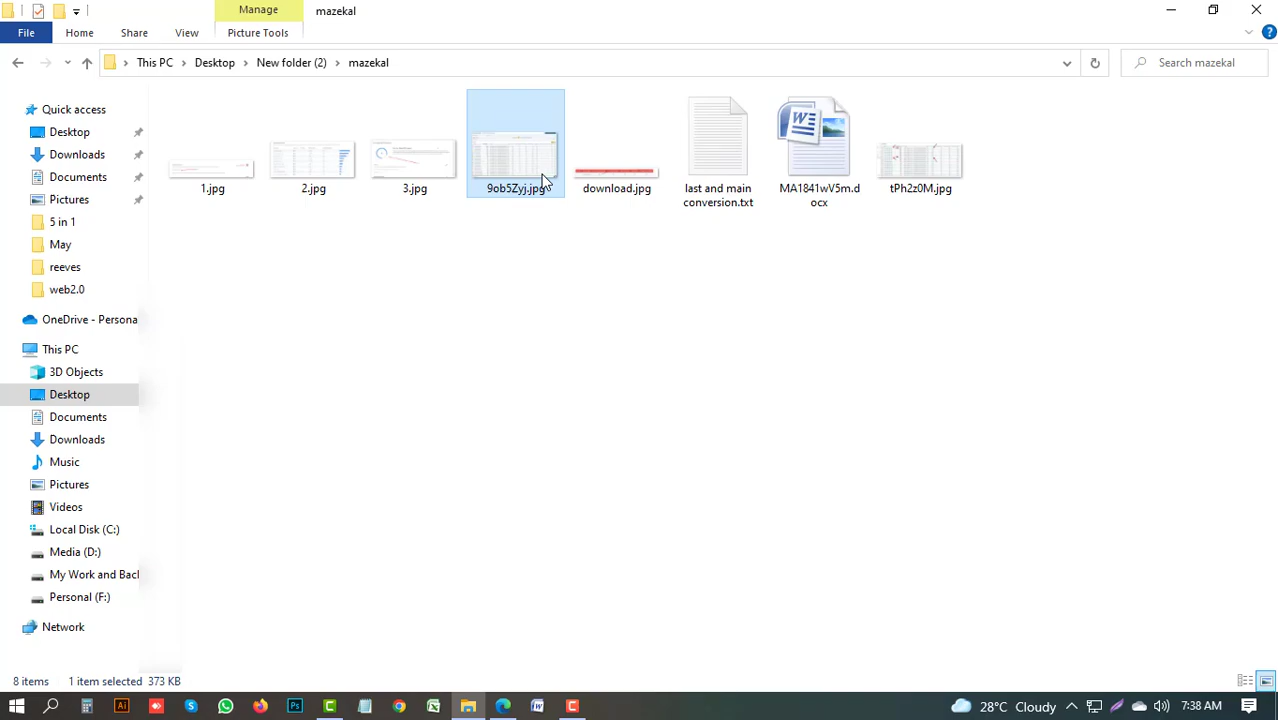 Manage
mazekal
File
Home
Share
View
Picture Tools
This PC
Desktop
New folder (2)
mazekal
Search mazekal
Quick access
Desktop
Downloads
Documents
Pictures
5 in 1
May
reeves
web2.0
OneDrive - Persona
This PC
3D Objects
Desktop
Documents
Downloads
Music
Pictures
Videos
Local Disk (C:)
Media (D:)
My Work and Back
Personal (F:)
Network
1.jpg
2.jpg
3.jpg
9ob5Zyj.jpg
download.jpg
last and main
conversion.txt
MA1841wV5m.d
ocx
tPh2z0M.jpg
8 items
1 item selected 373 KB
28°C Cloudy
7:38 AM